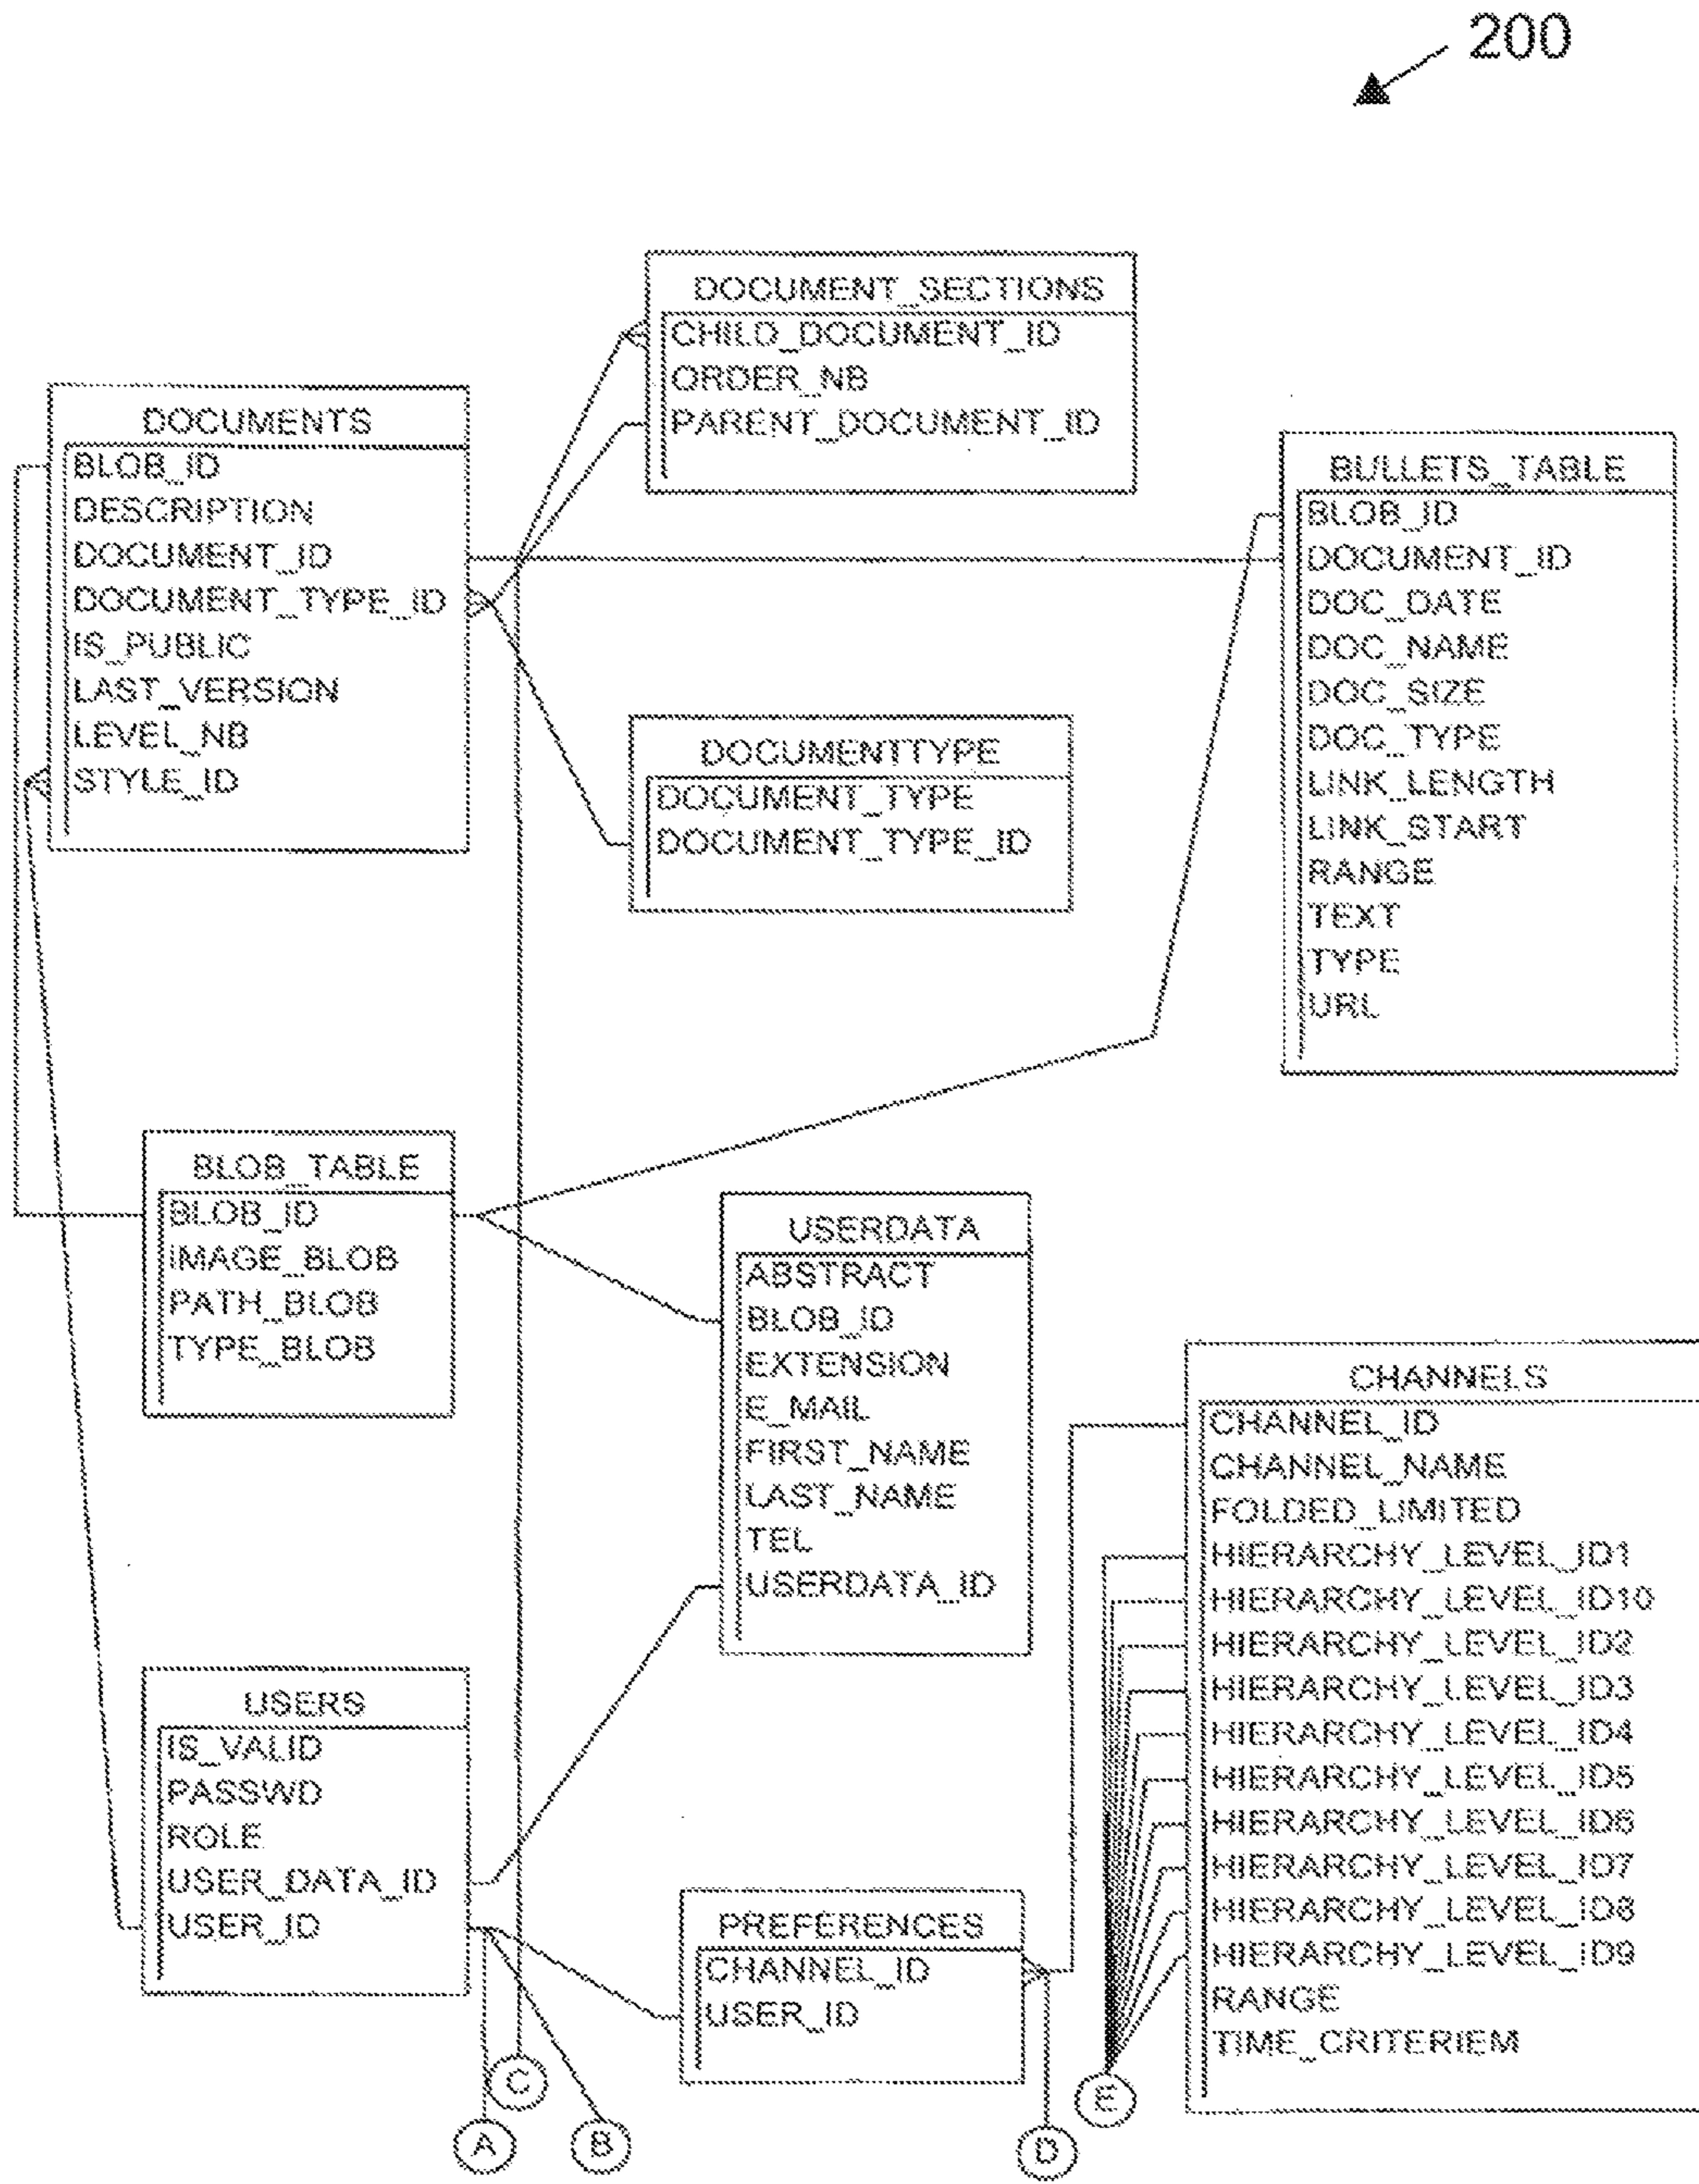 200
DOCUMENT_SECTIONS
CHILD_DOCUMENT_ID
ORDER_NB
PARENT_DOCUMENT_ID
DOCUMENTS
BLOB_ID
DESCRIPTION
DOCUMENT_ID
DOCUMENT_TYPE_ID
IS_PUBLIC
LAST_VERSION
LEVEL_NB
STYLE_ID
BULLETS_TABLE
BLOB_ID
DOCUMENT_ID
DOC_DATE
DOC_NAME
DOC_SIZE
DOC_TYPE
LINK_LENGTH
LINK_START
RANGE
TEXT
TYPE
URL
DOCUMENTTYPE
DOCUMENT_TYPE
DOCUMENT_TYPE_ID
BLOB_TABLE
BLOB_ID
IMAGE_BLOB
PATH_BLOB
TYPE_BLOB
USERDATA
ABSTRACT
BLOB_ID
EXTENSION
E_MAIL
FIRST_NAME
LAST_NAME
TEL
USERDATA_ID
CHANNELS
CHANNEL_ID
CHANNEL_NAME
FOLDED_LIMITED
HIERARCHY_LEVEL_ID1
HIERARCHY_LEVEL_ID10
HIERARCHY_LEVEL_ID2
HIERARCHY_LEVEL_ID3
HIERARCHY_LEVEL_ID4
HIERARCHY_LEVEL_ID5
HIERARCHY_LEVEL_ID6
HIERARCHY_LEVEL_ID7
HIERARCHY_LEVEL_ID8
HIERARCHY_LEVEL_ID9
RANGE
TIME_CRITERIEM
USERS
IS_VALID
PASSWD
ROLE
USER_DATA_ID
USER_ID
PREFERENCES
CHANNEL_ID
USER_ID
C
E
A
B
D